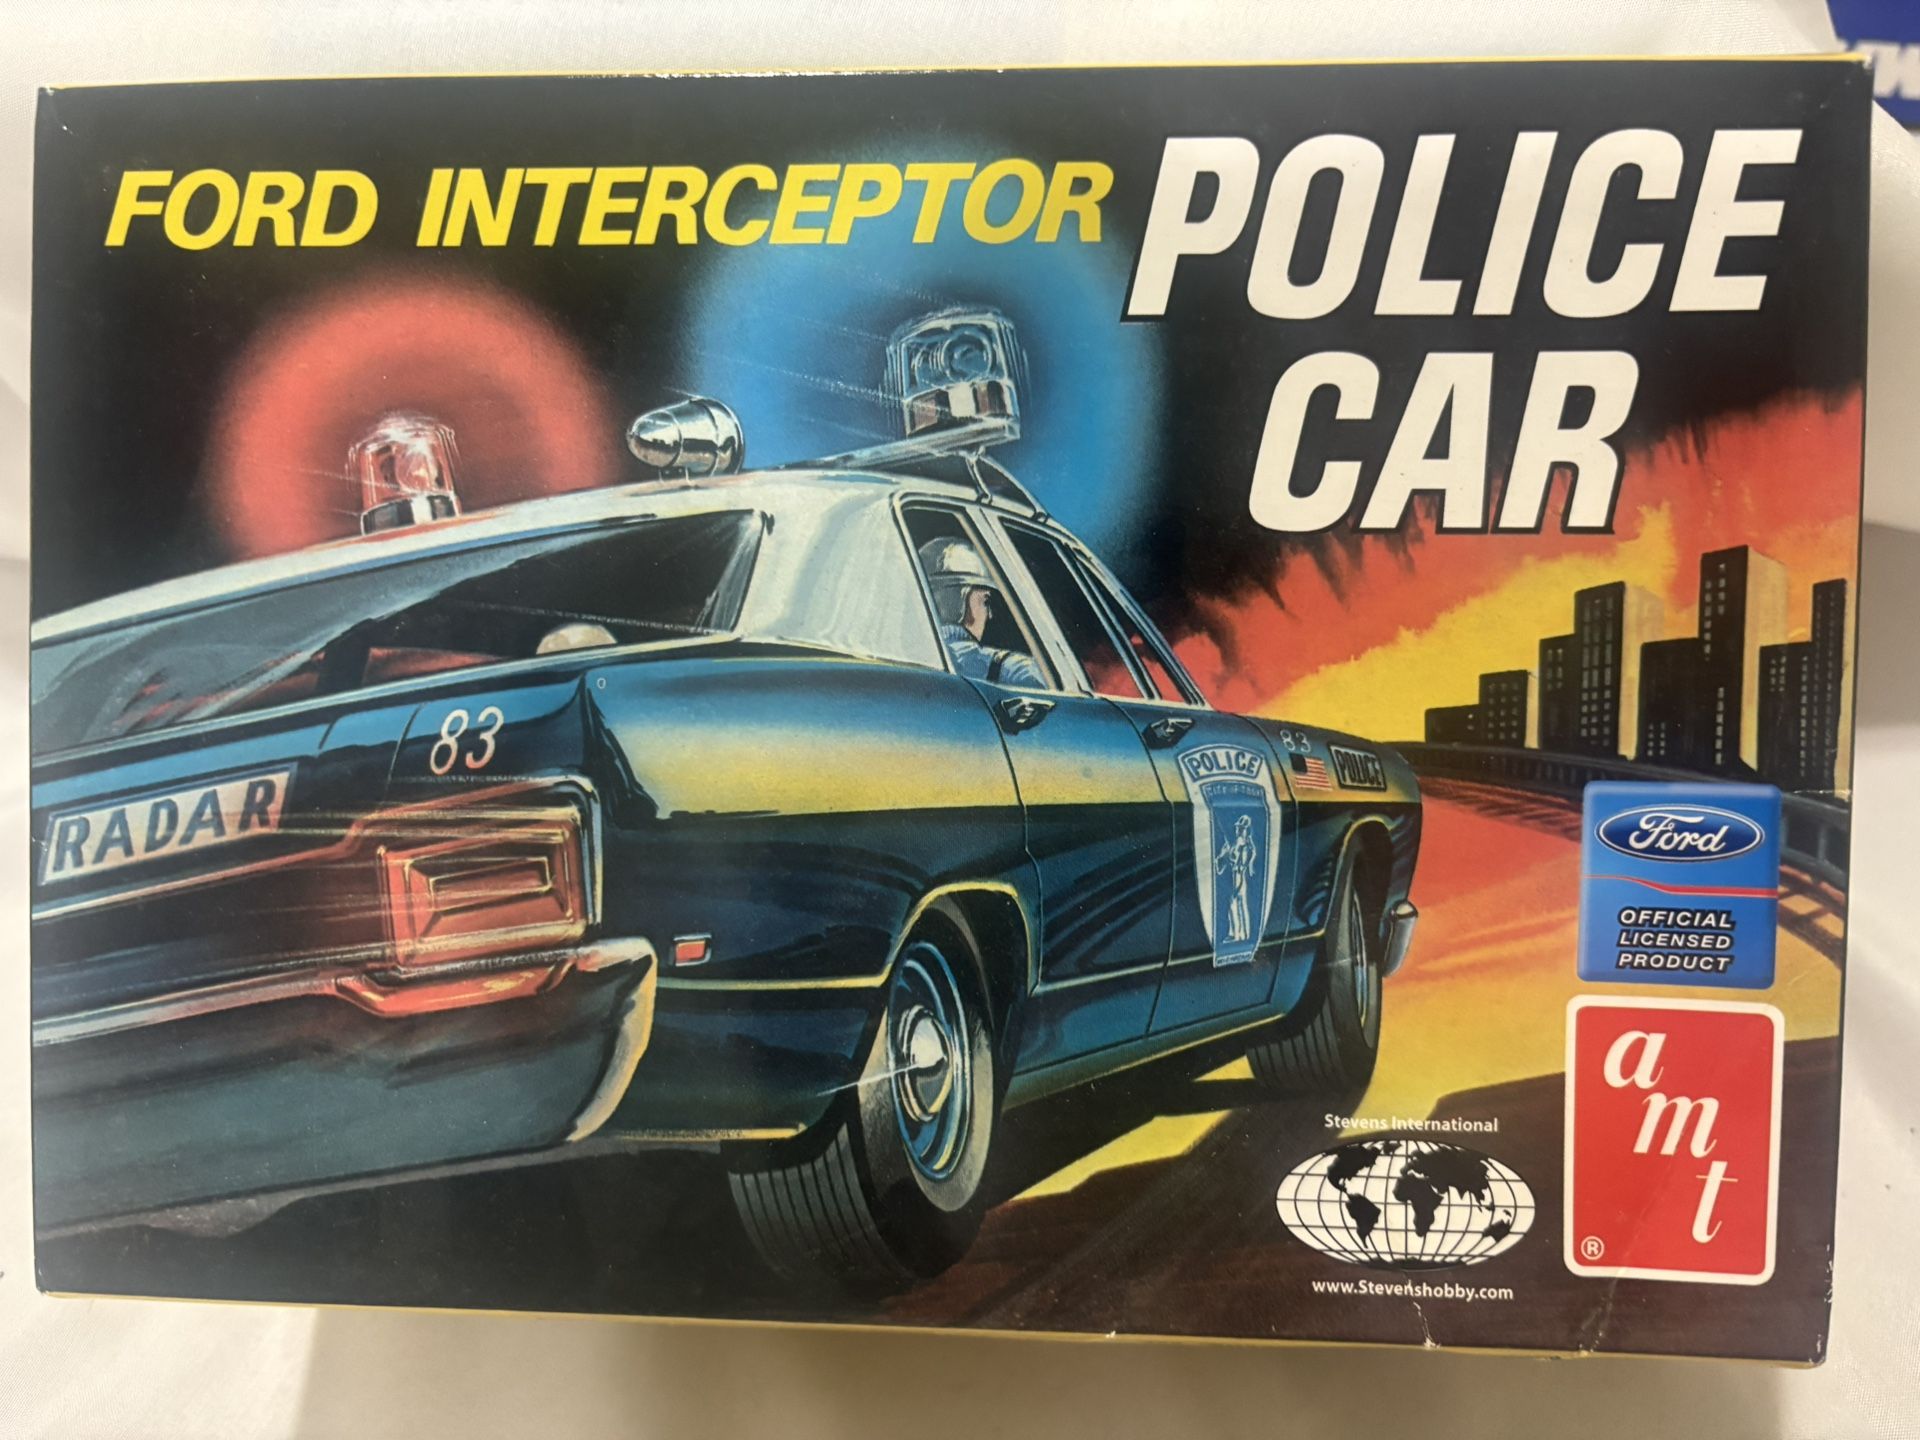 FORD INTERCEPTOR
POLICE
CAR
83
RADAR
POLICE
83
POLICE
Ford
OFFICIAL
LICENSED
PRODUCT
amt
®
Stevens International
www.Stevenshobby.com